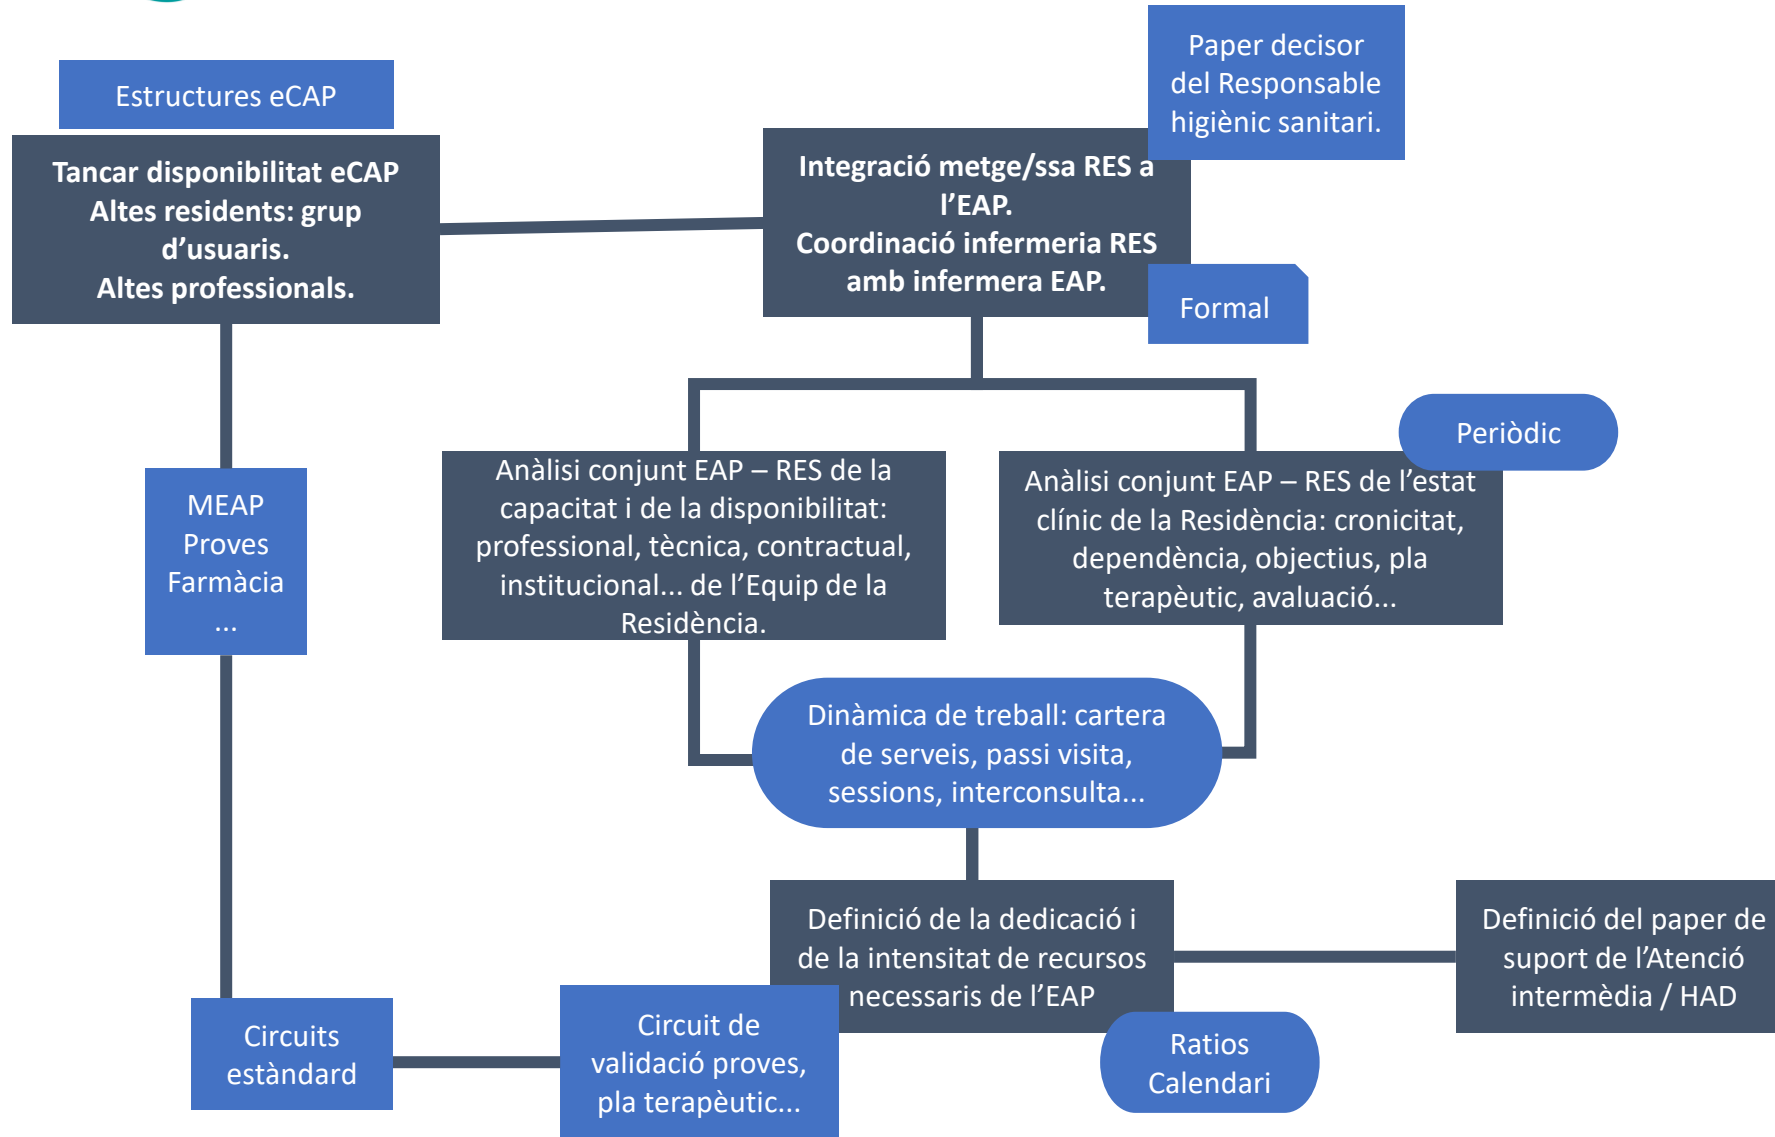 Paper decisor
del Responsable
higiènic sanitari.
Estructures eCAP
Tancar disponibilitat eCAP
Altes residents: grup
d’usuaris.
Altes professionals.
Integració metge/ssa RES a
l’EAP.
Coordinació infermeria RES
amb infermera EAP.
Formal
Periòdic
MEAP
Proves
Farmàcia
...
Anàlisi conjunt EAP – RES de la
capacitat i de la disponibilitat:
professional, tècnica, contractual,
institucional... de l’Equip de la
Residència.
Anàlisi conjunt EAP – RES de l’estat
clínic de la Residència: cronicitat,
dependència, objectius, pla
terapèutic, avaluació...
Dinàmica de treball: cartera
de serveis, passi visita,
sessions, interconsulta...
Definició de la dedicació i
de la intensitat de recursos
necessaris de l’EAP
Definició del paper de
suport de l’Atenció
intermèdia / HAD
Circuits
estàndard
Circuit de
validació proves,
pla terapèutic...
Ratios
Calendari